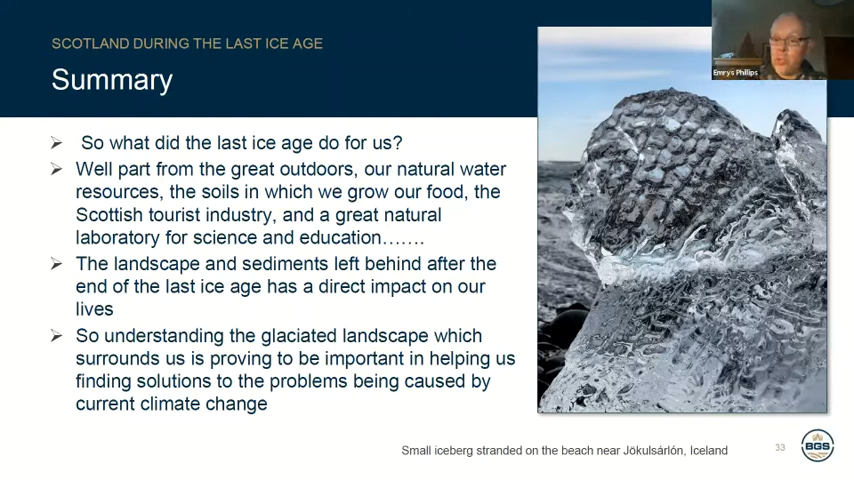 SCOTLAND DURING THE LAST ICE AGE
Summary
Emrys Phillips
So what did the last ice age do for us?
Well part from the great outdoors, our natural water
resources, the soils in which we grow our food, the
Scottish tourist industry, and a great natural
laboratory for science and education…….
The landscape and sediments left behind after the
end of the last ice age has a direct impact on our
lives
So understanding the glaciated landscape which
surrounds us is proving to be important in helping us
finding solutions to the problems being caused by
current climate change
Small iceberg stranded on the beach near Jökulsárlón, Iceland
33
BGS